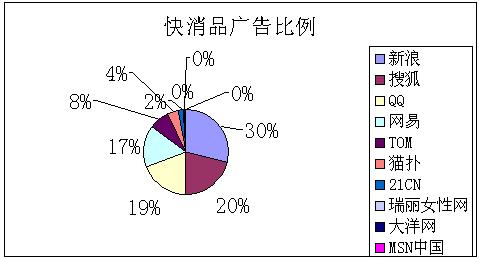 快消品广告比例
0%
4%
0%
0%
8%
2%
30%
17%
19%
20%
新浪
搜狐
QQ
网易
TOM
猫扑
21CN
瑞丽女性网
大洋网
MSN中国